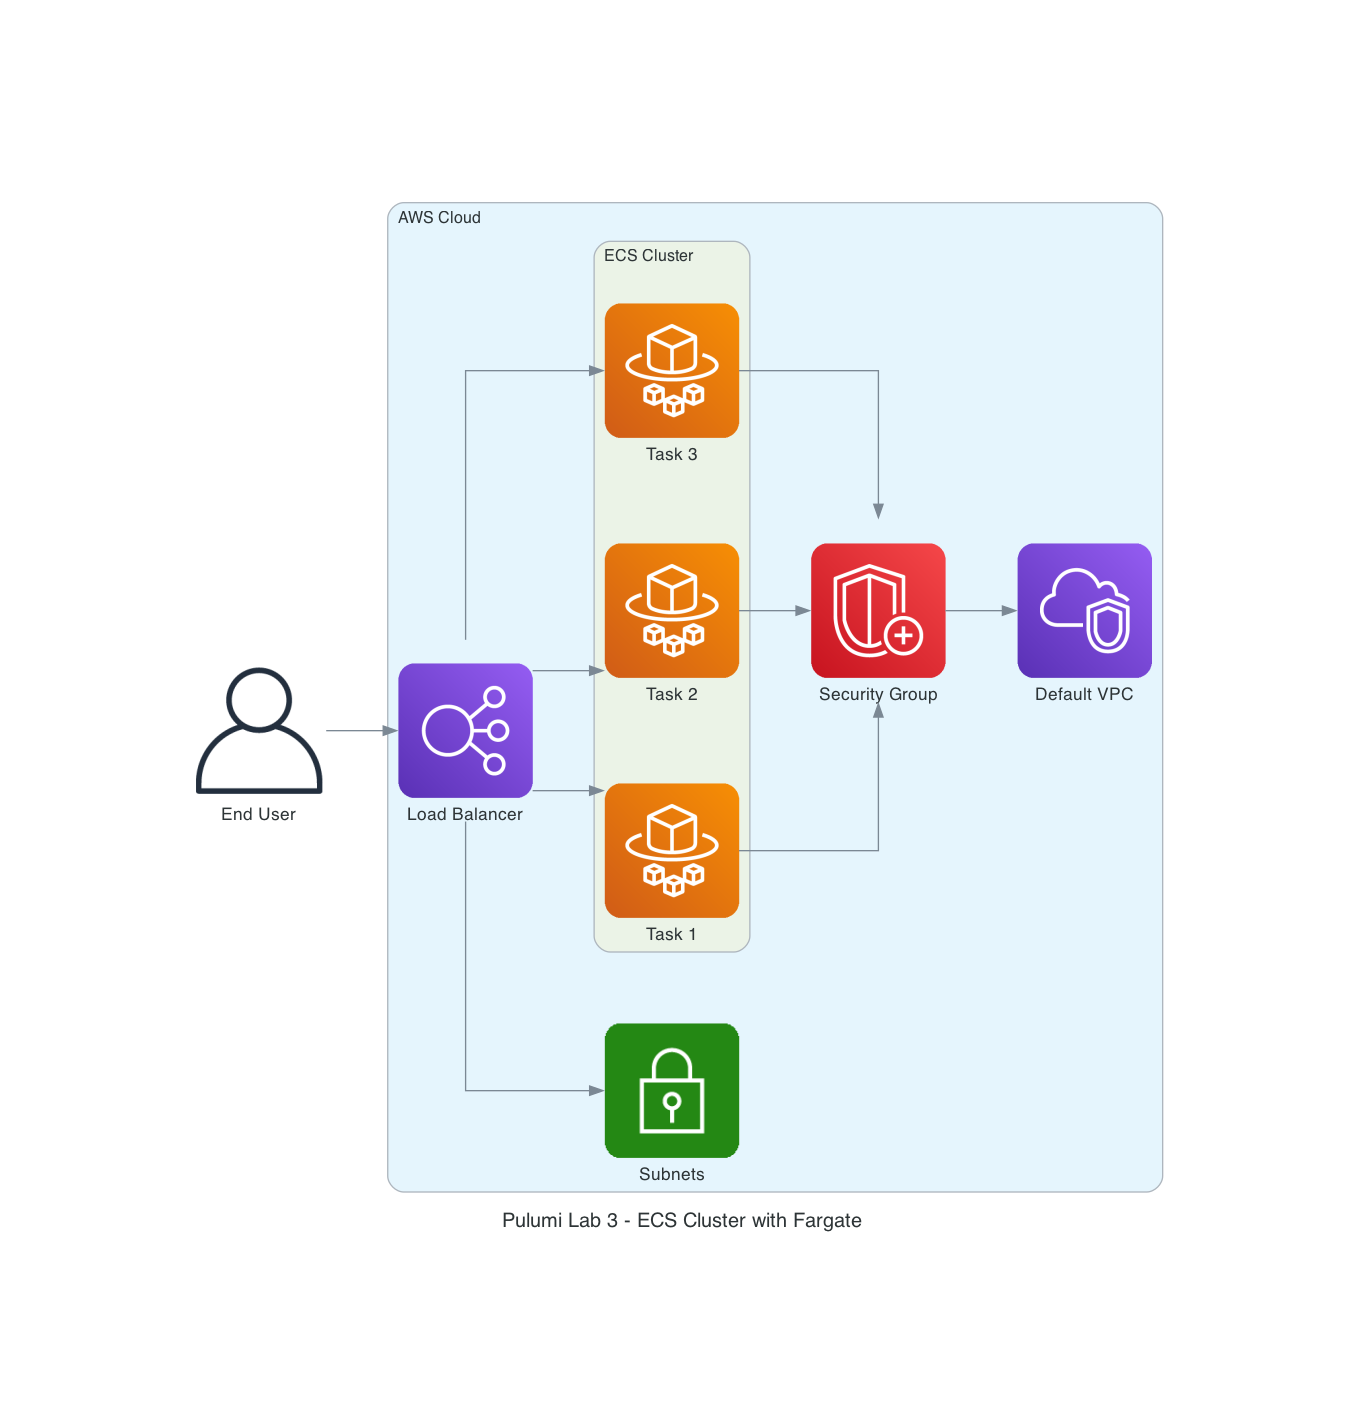 AWS Cloud
ECS Cluster
Task 3
Task 2
Security Group
Default VPC
End User
Load Balancer
Task 1
Subnets
Pulumi Lab 3 - ECS Cluster with Fargate